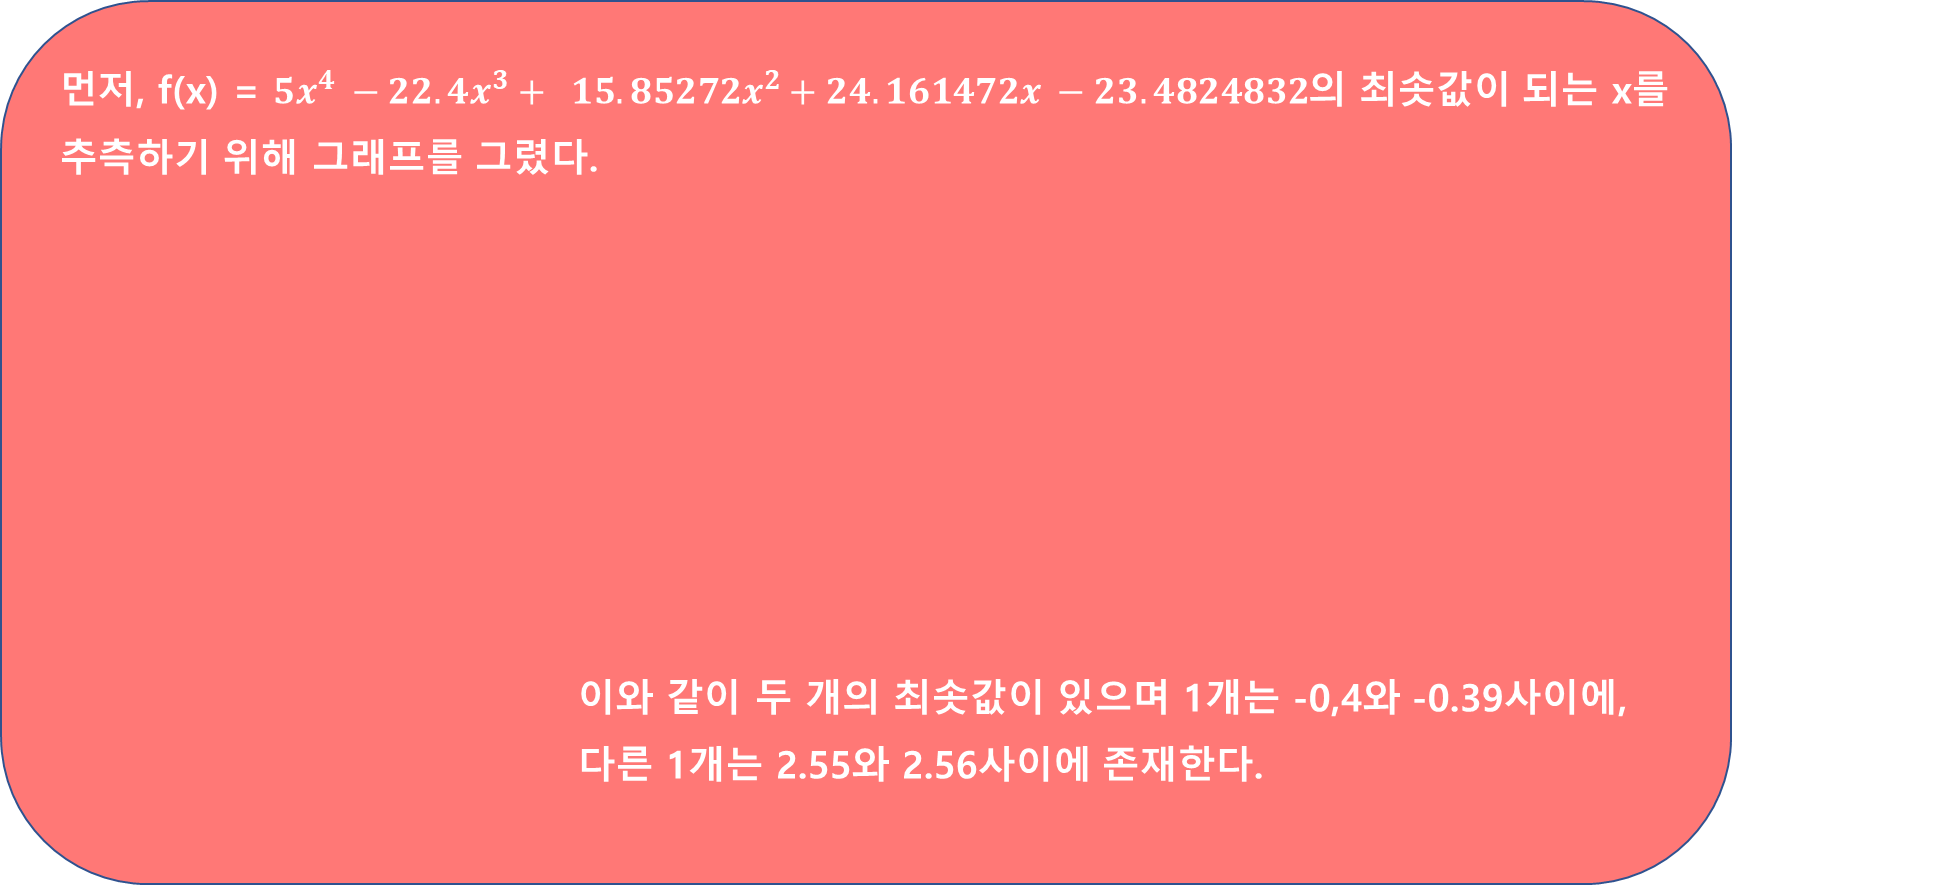 먼저, f(x) = 5x⁴ − 22.4x³ + 15.85272x² + 24.161472x − 23.4824832의 최솟값이 되는 x를
추측하기 위해 그래프를 그렸다.
이와 같이 두 개의 최솟값이 있으며 1개는 -0,4와 -0.39사이에,
다른 1개는 2.55와 2.56사이에 존재한다.